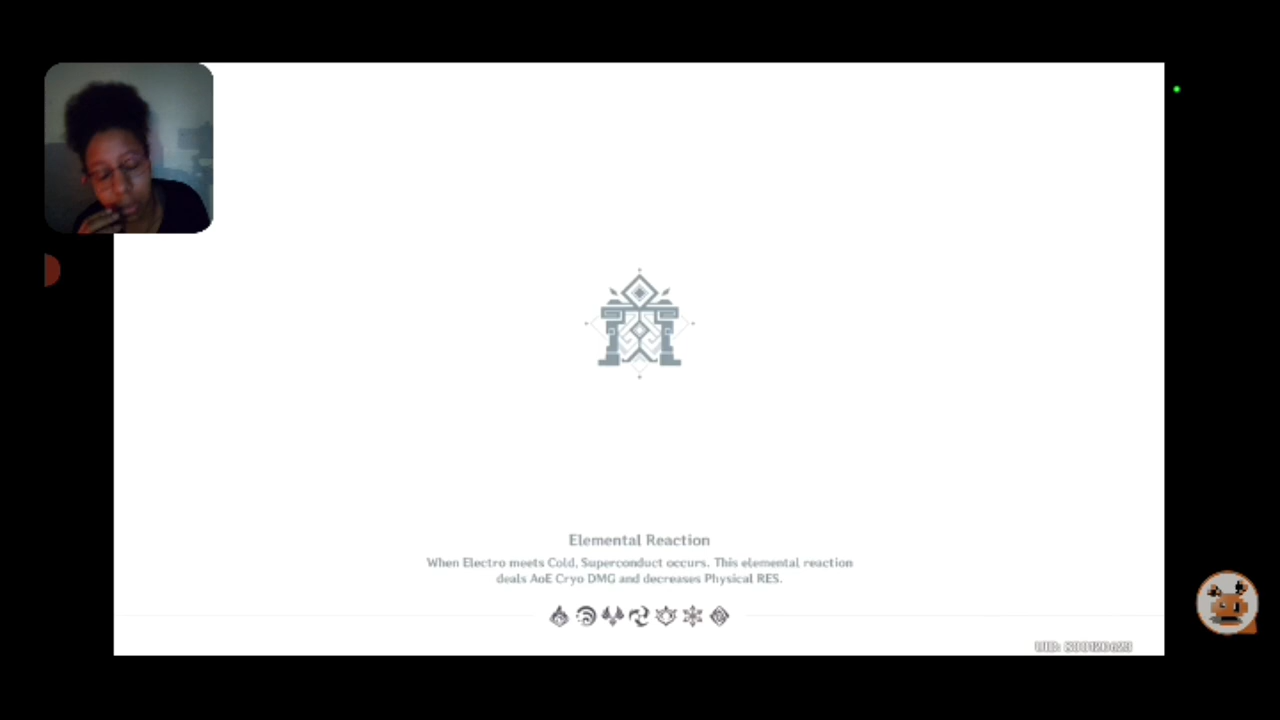 Elemental Reaction
When Electro meets Cold, Superconduct occurs. This elemental reaction
deals AoE Cryo DMG and decreases Physical RES.
UID: